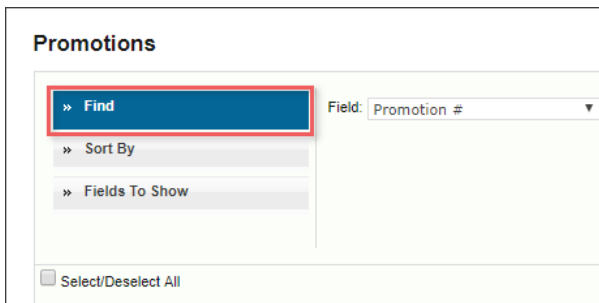 Promotions
» Find
Field: Promotion #
» Sort By
» Fields To Show
Select/Deselect All